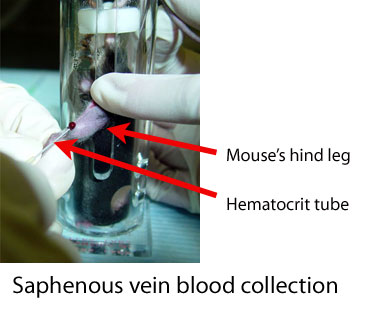 Mouse's hind leg
Hematocrit tube
Saphenous vein blood collection